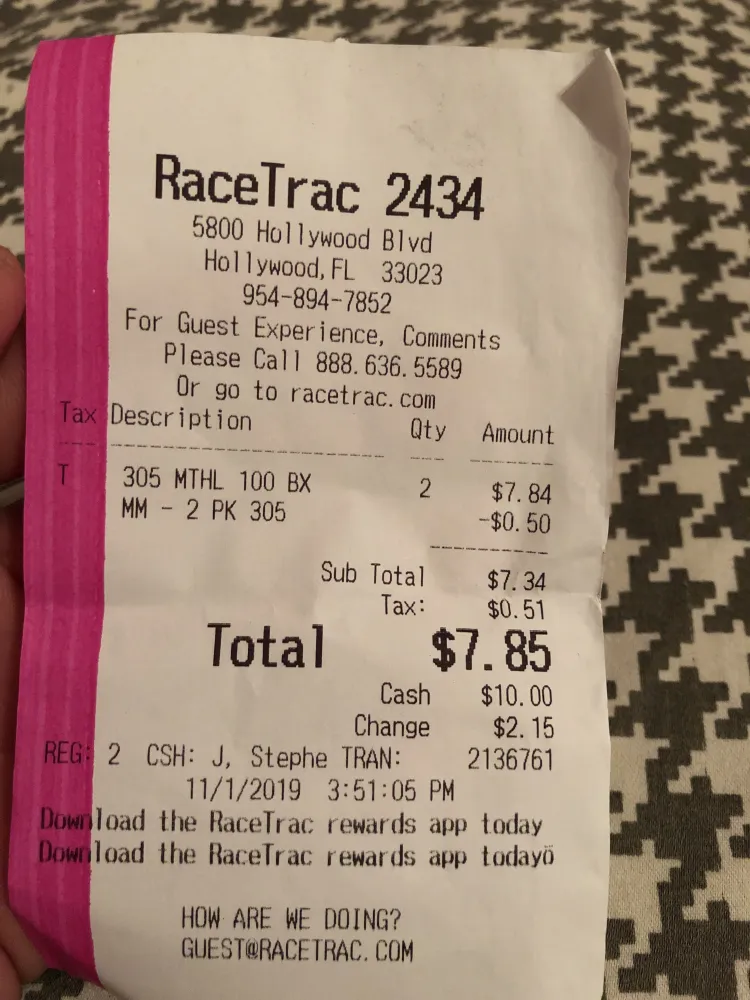 RaceTrac 2434
5800 Hollywood Blvd
Hollywood, FL 33023
954-894-7852
For Guest Experience, Comments
Please Call 888.636.5589
Or go to racetrac.com
Tax Description Qty Amount
T 305 MTHL 100 BX 2 $7.84
MM - 2 PK 305 -$0.50
Sub Total $7.34
Tax: $0.51
Total $7.85
Cash $10.00
Change $2.15
REG: 2 CSH: J, Stephe TRAN: 2136761
11/1/2019 3:51:05 PM
Download the RaceTrac rewards app today
Download the RaceTrac rewards app todayö
HOW ARE WE DOING?
GUEST@RACETRAC.COM